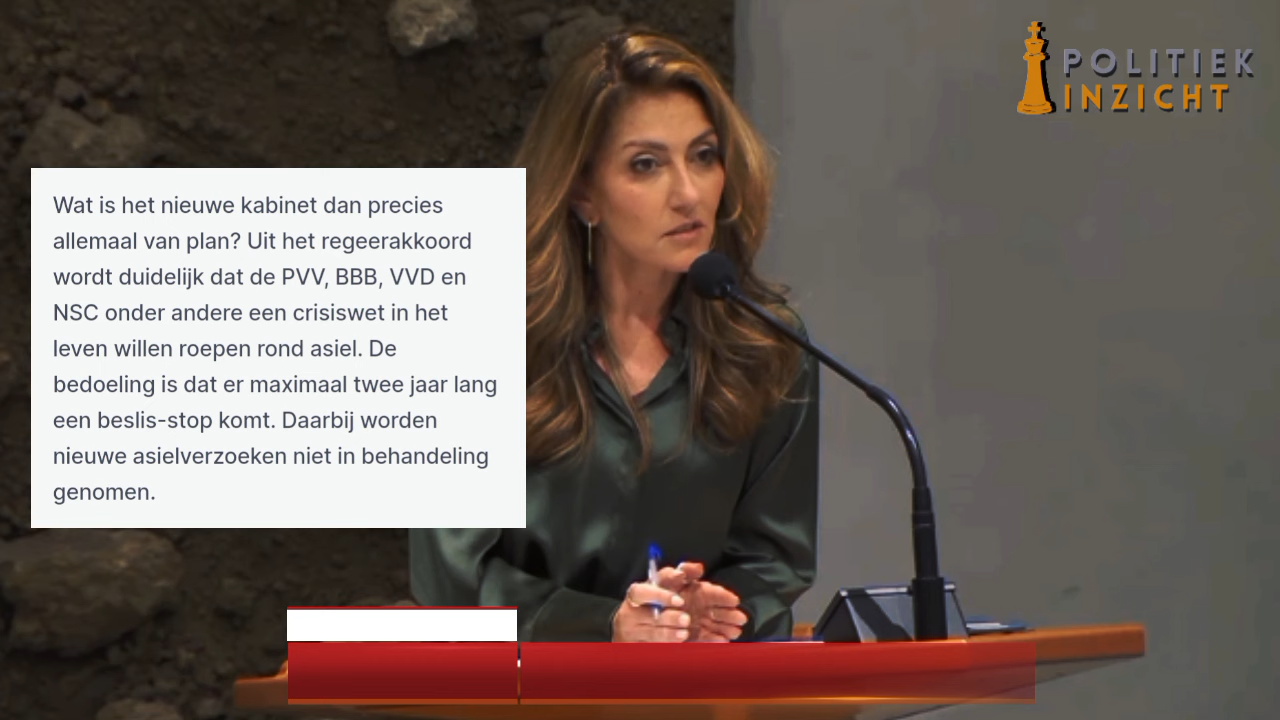 POLITIEK
INZICHT
Wat is het nieuwe kabinet dan precies
allemaal van plan? Uit het regeerakkoord
wordt duidelijk dat de PVV, BBB, VVD en
NSC onder andere een crisiswet in het
leven willen roepen rond asiel. De
bedoeling is dat er maximaal twee jaar lang
een beslis-stop komt. Daarbij worden
nieuwe asielverzoeken niet in behandeling
genomen.